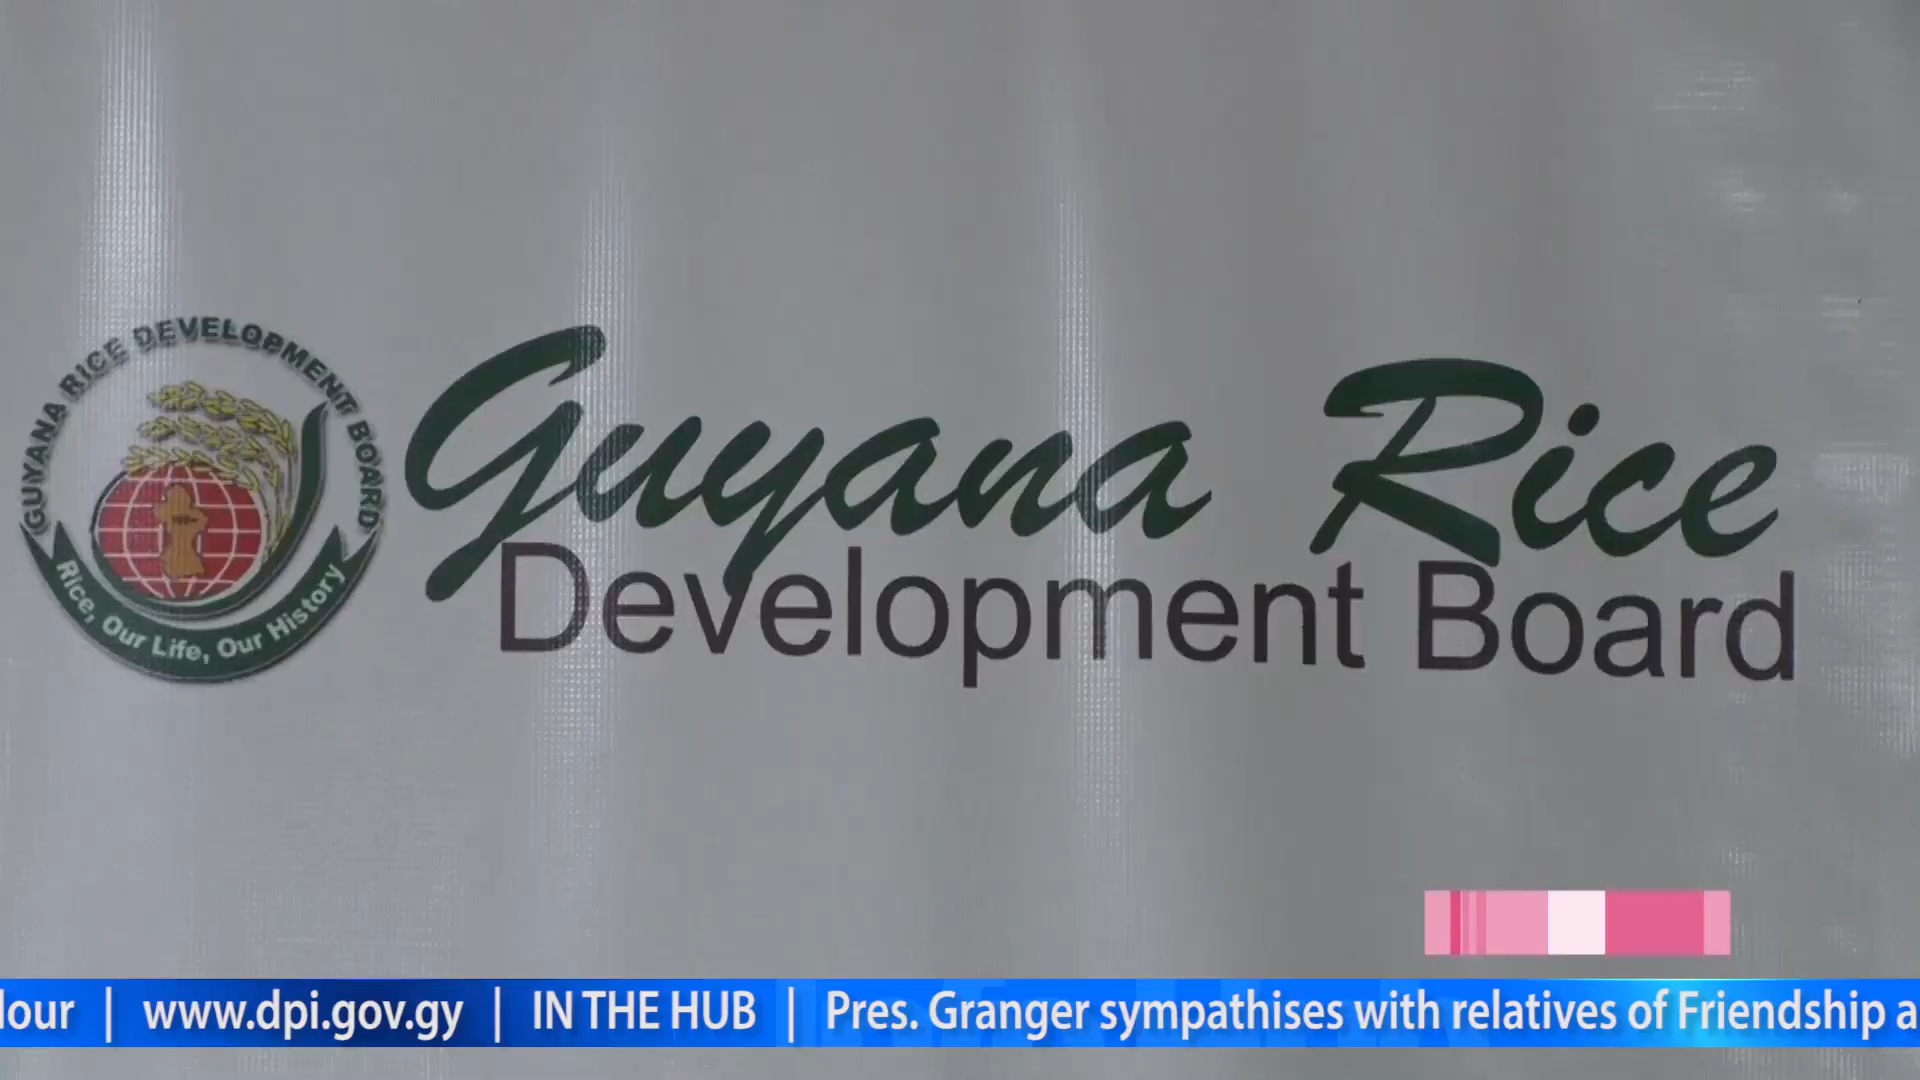 GUYANA RICE DEVELOPMENT BOARD
Rice, Our Life, Our History
Guyana Rice
Development Board
lour | www.dpi.gov.gy | IN THE HUB | Pres. Granger sympathises with relatives of Friendship a